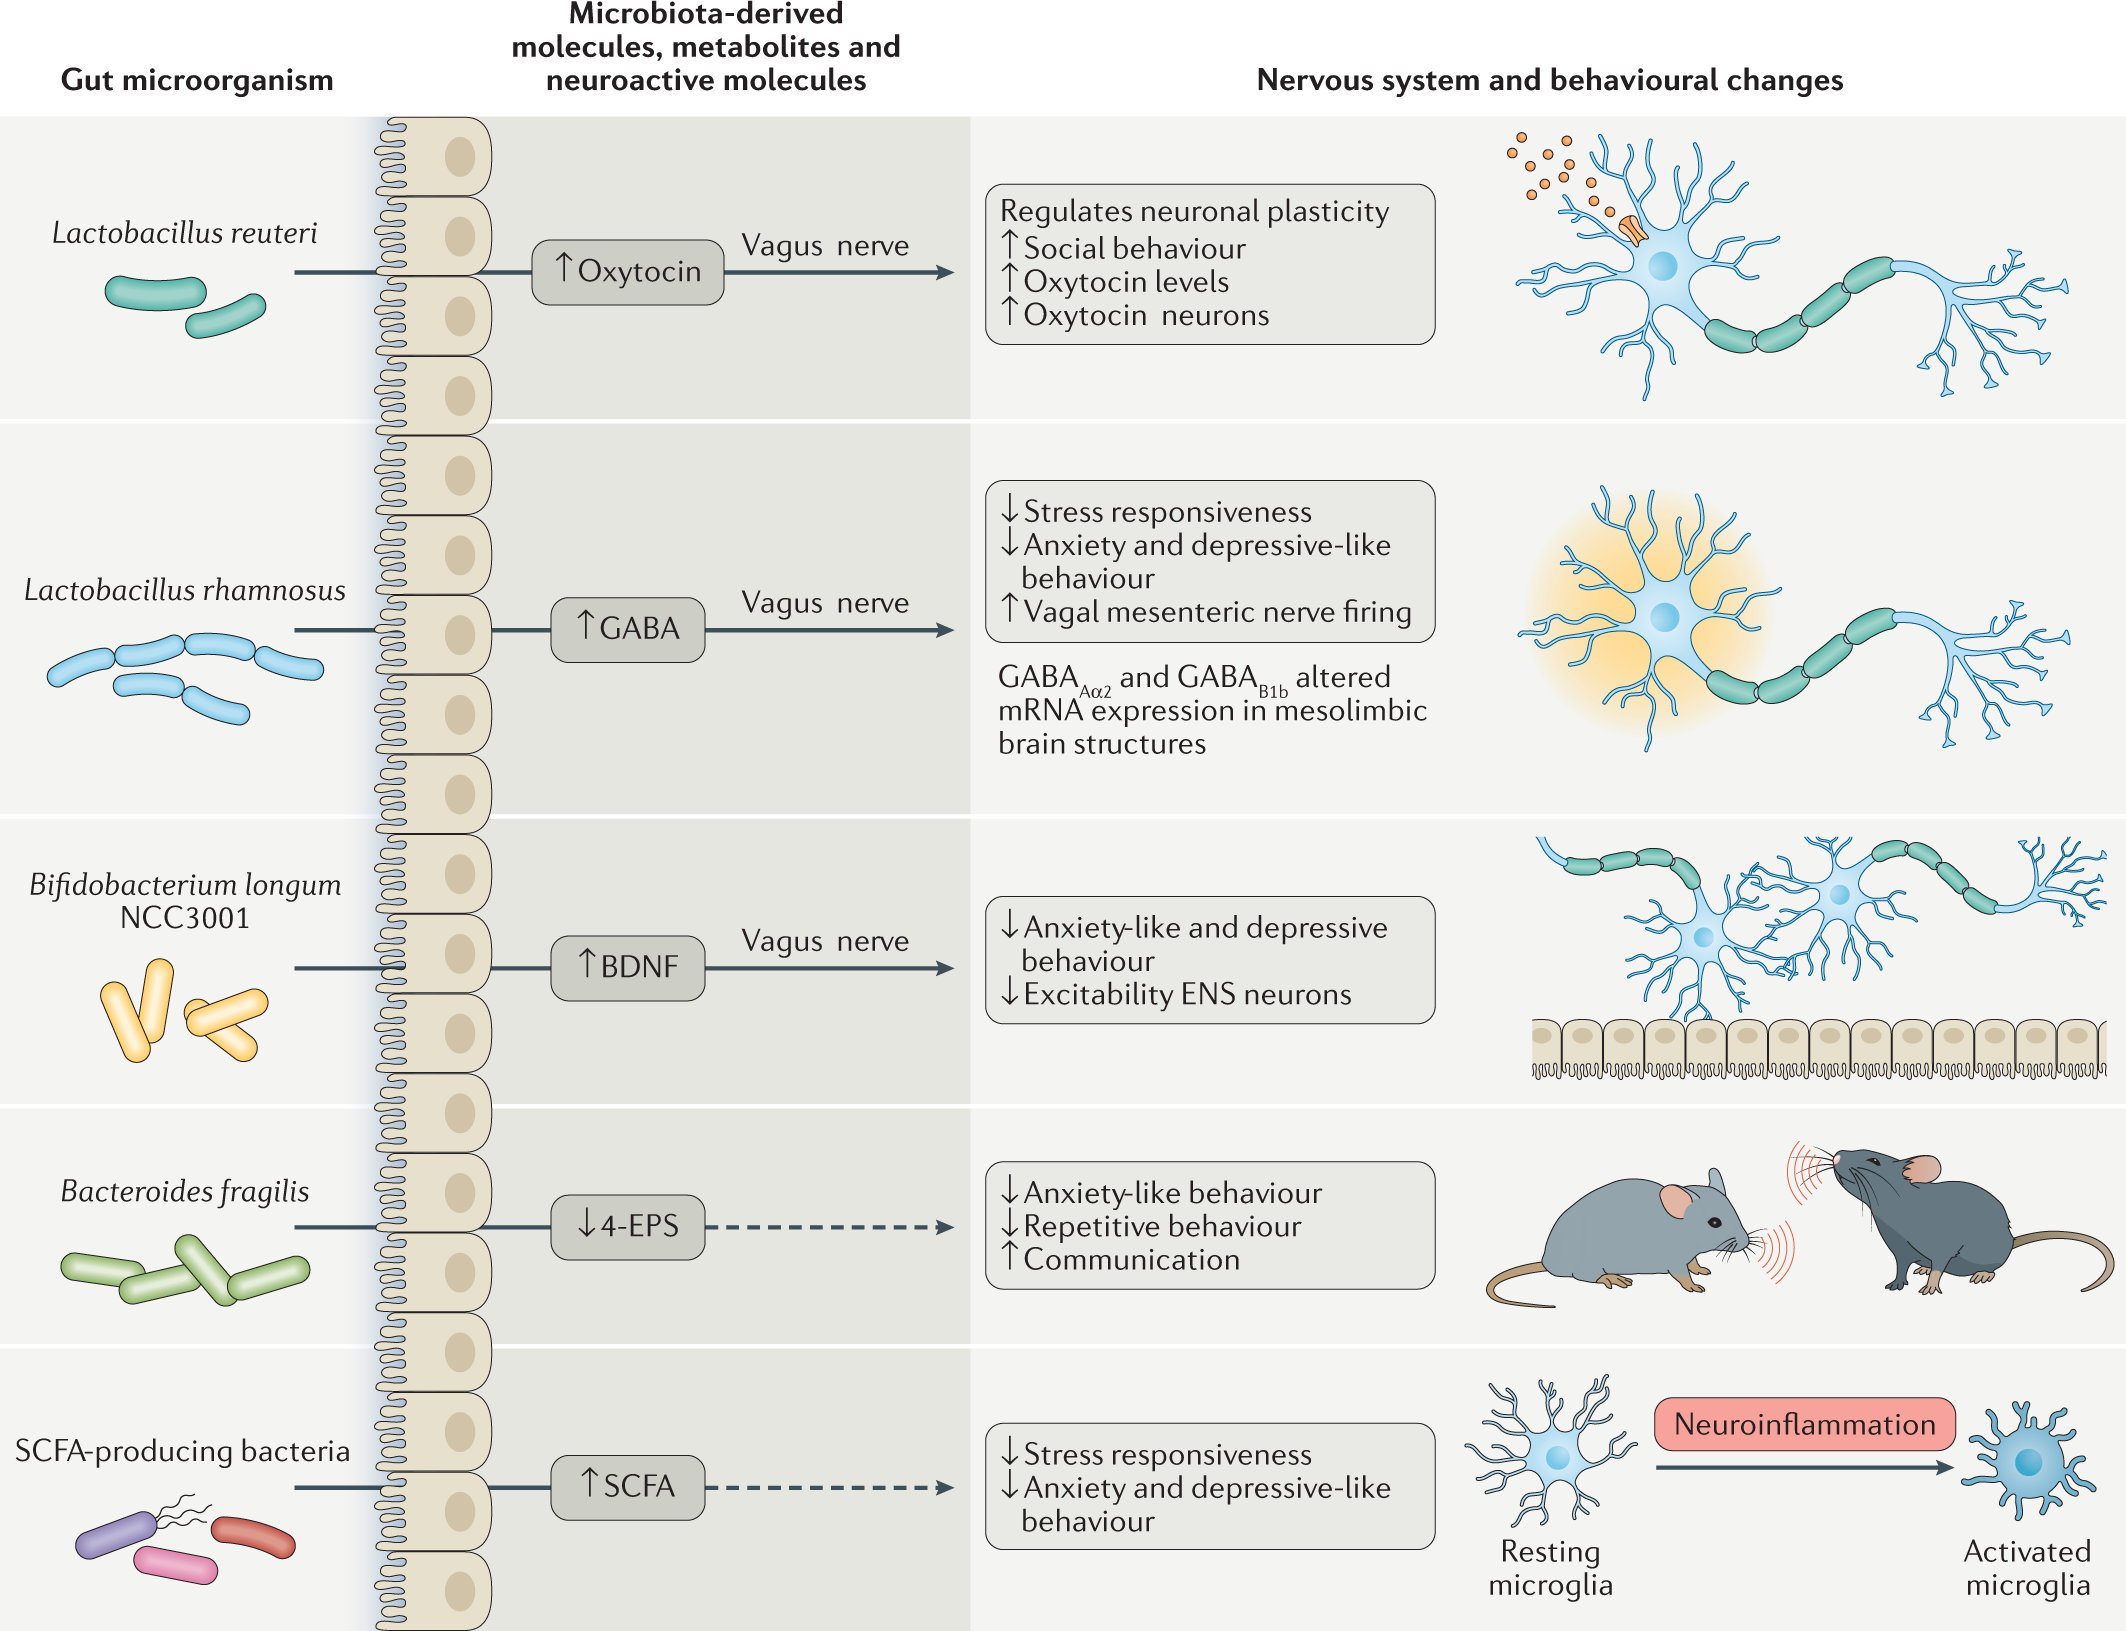 Gut microorganism
Microbiota-derived
molecules, metabolites and
neuroactive molecules
Nervous system and behavioural changes
Lactobacillus reuteri
↑Oxytocin
Vagus nerve
Regulates neuronal plasticity
↑Social behaviour
↑Oxytocin levels
↑Oxytocin neurons
Lactobacillus rhamnosus
↑GABA
Vagus nerve
↓Stress responsiveness
↓Anxiety and depressive-like
behaviour
↑Vagal mesenteric nerve firing
GABA_Aα2 and GABA_B1b altered
mRNA expression in mesolimbic
brain structures
Bifidobacterium longum
NCC3001
↑BDNF
Vagus nerve
↓Anxiety-like and depressive
behaviour
↓Excitability ENS neurons
Bacteroides fragilis
↓4-EPS
↓Anxiety-like behaviour
↓Repetitive behaviour
↑Communication
SCFA-producing bacteria
↑SCFA
↓Stress responsiveness
↓Anxiety and depressive-like
behaviour
Neuroinflammation
Resting
microglia
Activated
microglia